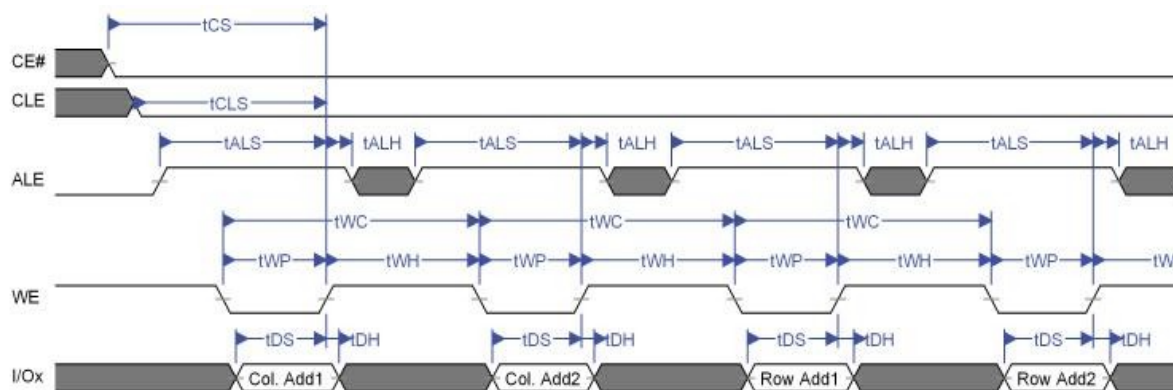 tCS
CE#
CLE
tCLS
tALS tALH tALS tALH tALS tALH tALS tALH
ALE
tWC tWC tWC
tWP tWH tWP tWH tWP tWH tWP tW
WE
tDS tDH tDS tDH tDS tDH tDS tDH
I/Ox Col. Add1 Col. Add2 Row Add1 Row Add2